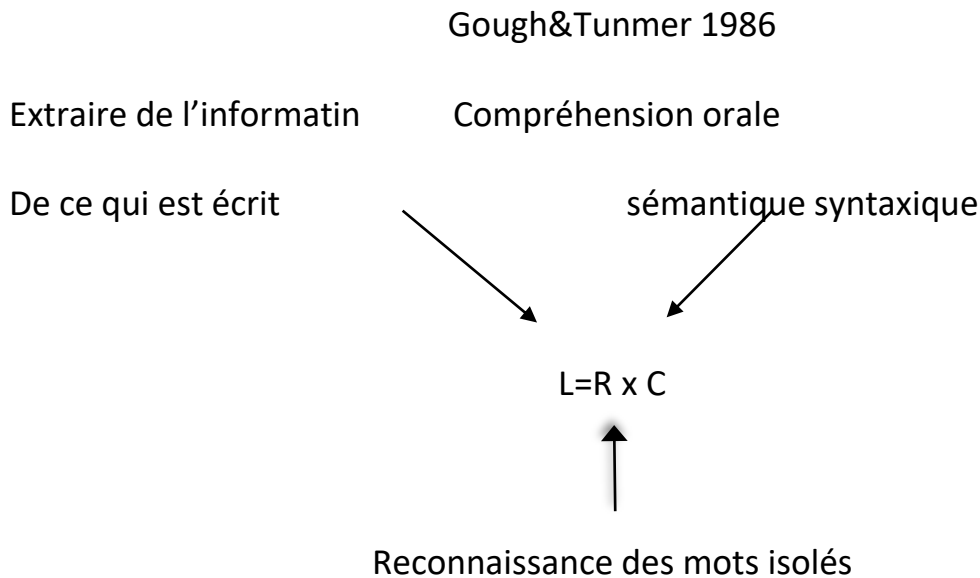 Gough&Tunmer 1986
Extraire de l’informatin Compréhension orale
De ce qui est écrit sémantique syntaxique
L=R x C
Reconnaissance des mots isolés